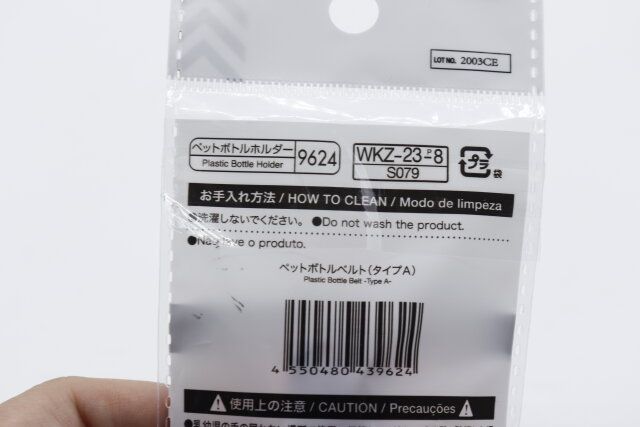 LOT NO. 2003CE
ペットボトルホルダー
Plastic Bottle Holder
9624
WKZ-23-P-8
S079
プラ
袋
お手入れ方法 / HOW TO CLEAN / Modo de limpeza
●洗濯しないでください。 ●Do not wash the product.
●Não lave o produto.
ペットボトルベルト(タイプA)
Plastic Bottle Belt -Type A-
4 550480 439624
使用上の注意 / CAUTION / Precauções